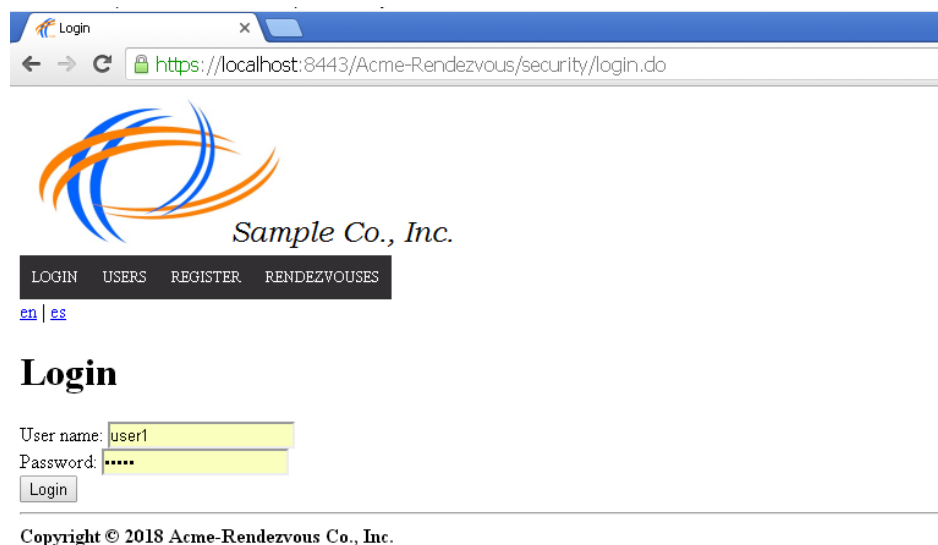 Login
https://localhost:8443/Acme-Rendezvous/security/login.do
Sample Co., Inc.
LOGIN USERS REGISTER RENDEZVOUSES
en | es
Login
User name: user1
Password: •••••
Login
Copyright © 2018 Acme-Rendezvous Co., Inc.